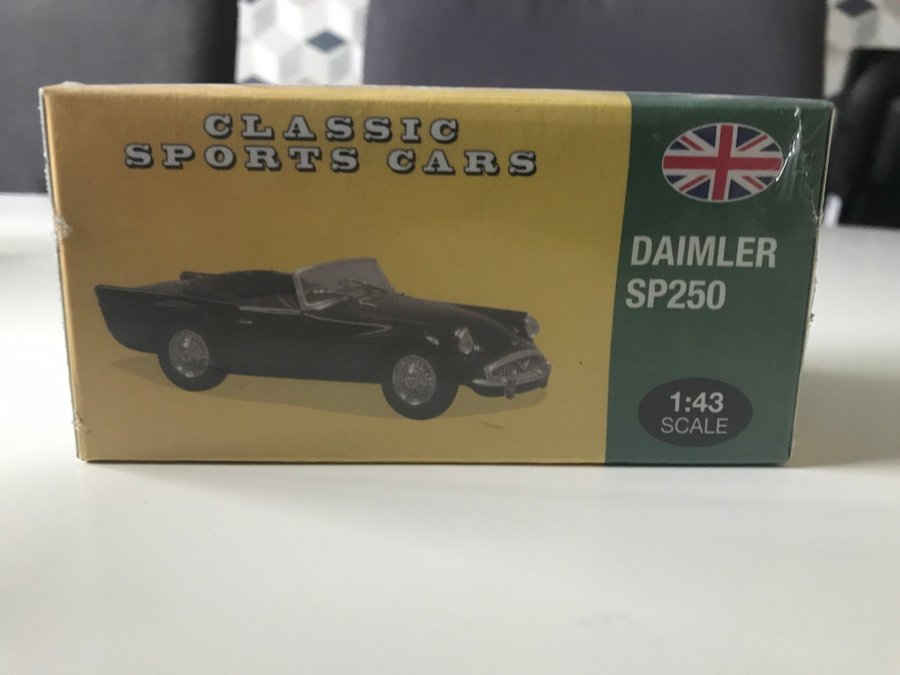 CLASSIC
SPORTS CARS
DAIMLER
SP250
1:43
SCALE